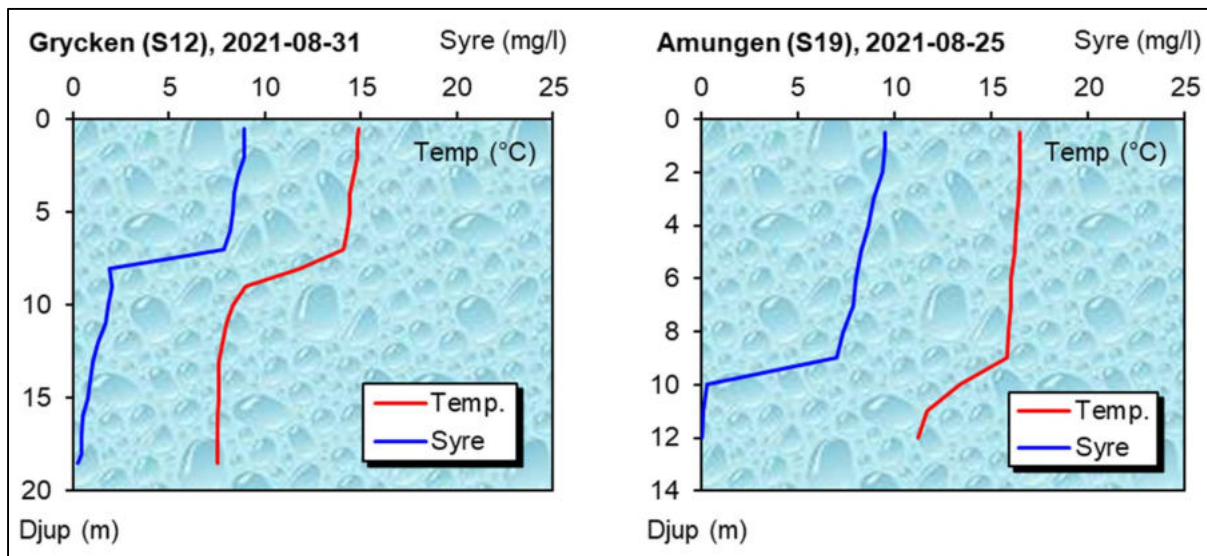 Grycken (S12), 2021-08-31 Syre (mg/l)
0 5 10 15 20 25
0
Temp (°C)
5
10
15
20
Temp.
Syre
Djup (m)
Amungen (S19), 2021-08-25 Syre (mg/l)
0 5 10 15 20 25
0
Temp (°C)
2
4
6
8
10
12
14
Temp.
Syre
Djup (m)